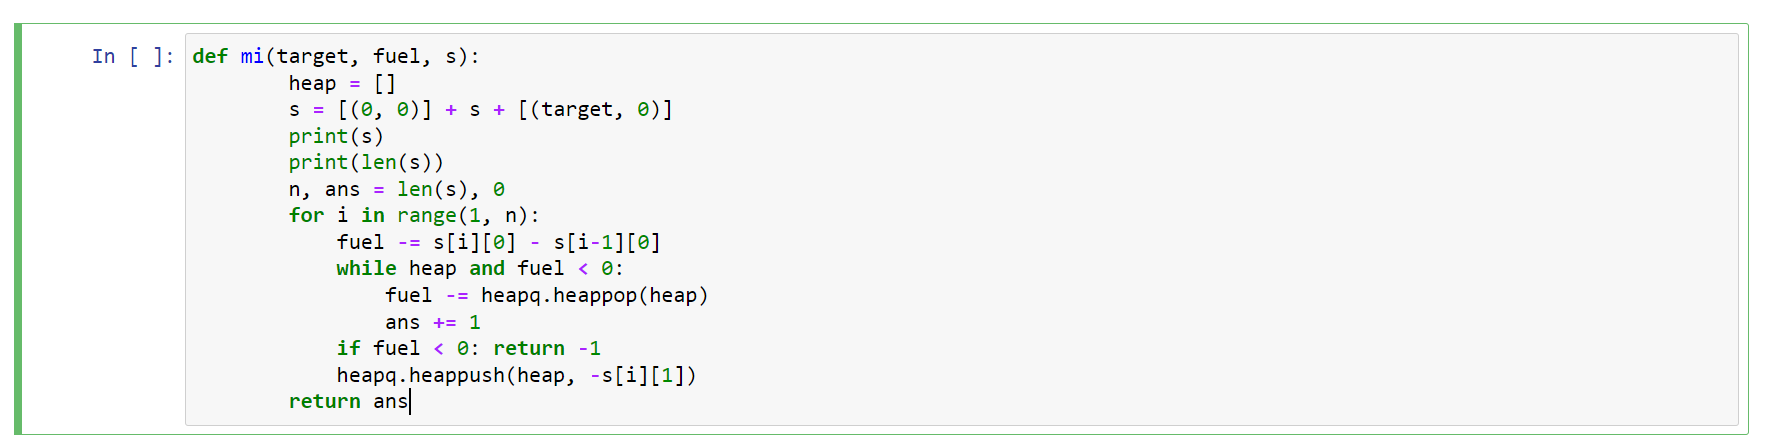 In [ ]: def mi(target, fuel, s):
        heap = []
        s = [(0, 0)] + s + [(target, 0)]
        print(s)
        print(len(s))
        n, ans = len(s), 0
        for i in range(1, n):
            fuel -= s[i][0] - s[i-1][0]
            while heap and fuel < 0:
                fuel -= heapq.heappop(heap)
                ans += 1
            if fuel < 0: return -1
            heapq.heappush(heap, -s[i][1])
        return ans